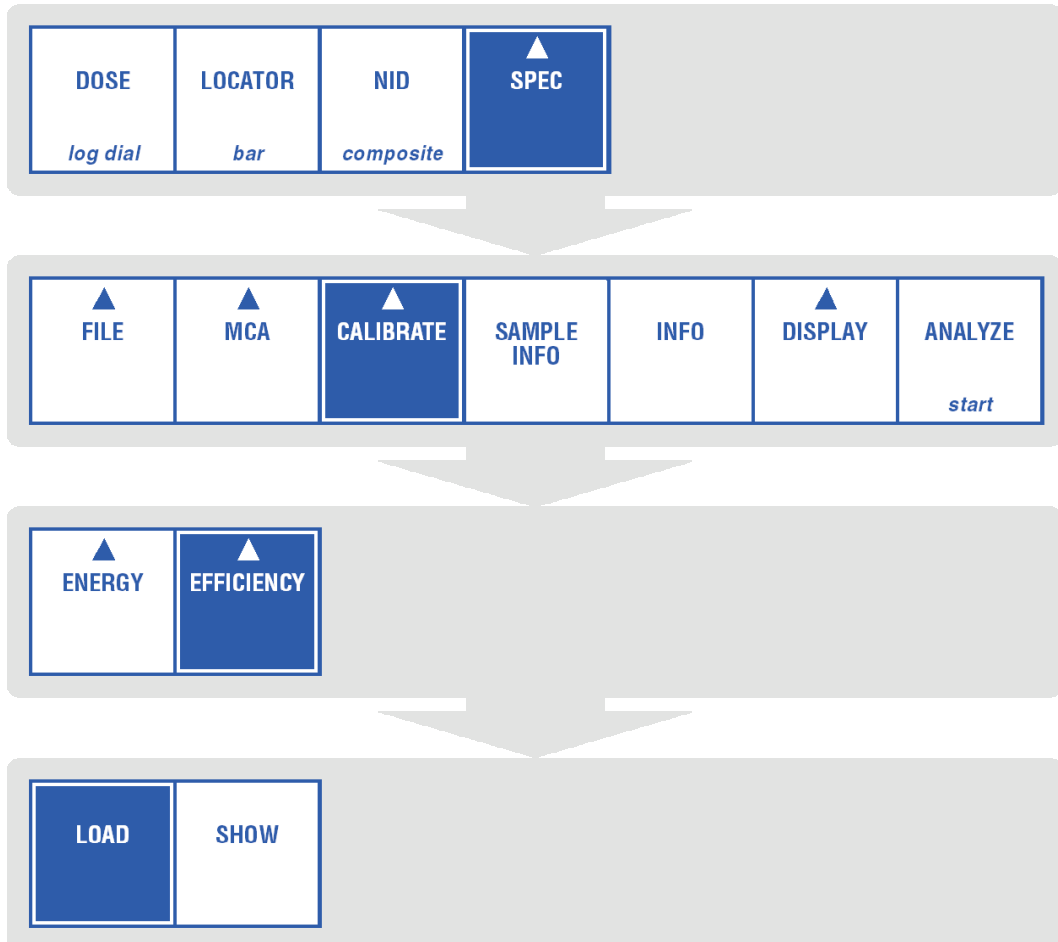 DOSE LOCATOR NID SPEC
log dial bar composite
FILE MCA CALIBRATE SAMPLE INFO DISPLAY ANALYZE
INFO
start
ENERGY EFFICIENCY
LOAD SHOW